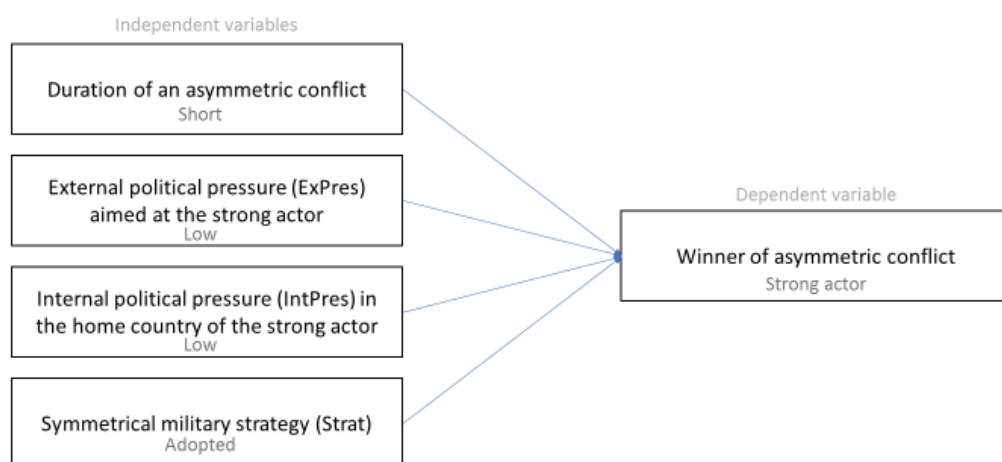 Independent variables
Duration of an asymmetric conflict
Short
External political pressure (ExPres)
aimed at the strong actor
Low
Internal political pressure (IntPres) in
the home country of the strong actor
Low
Symmetrical military strategy (Strat)
Adopted
Dependent variable
Winner of asymmetric conflict
Strong actor